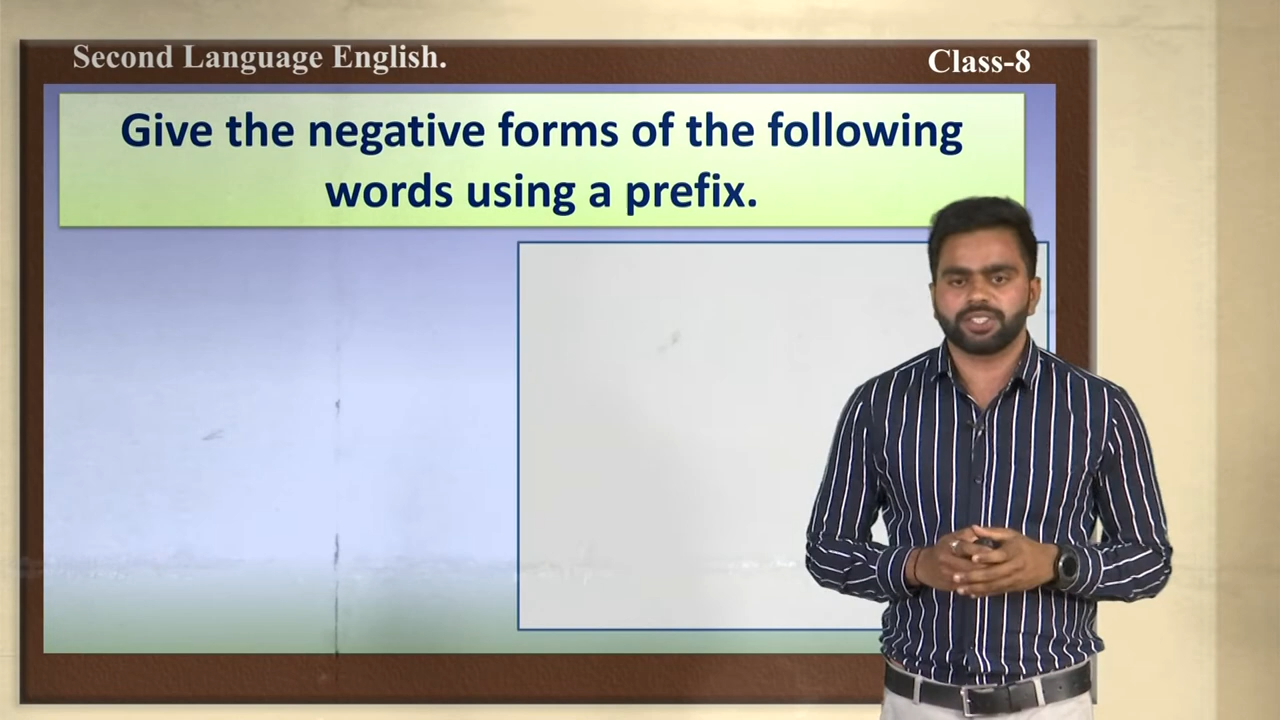 Second Language English.
Class-8
Give the negative forms of the following
words using a prefix.